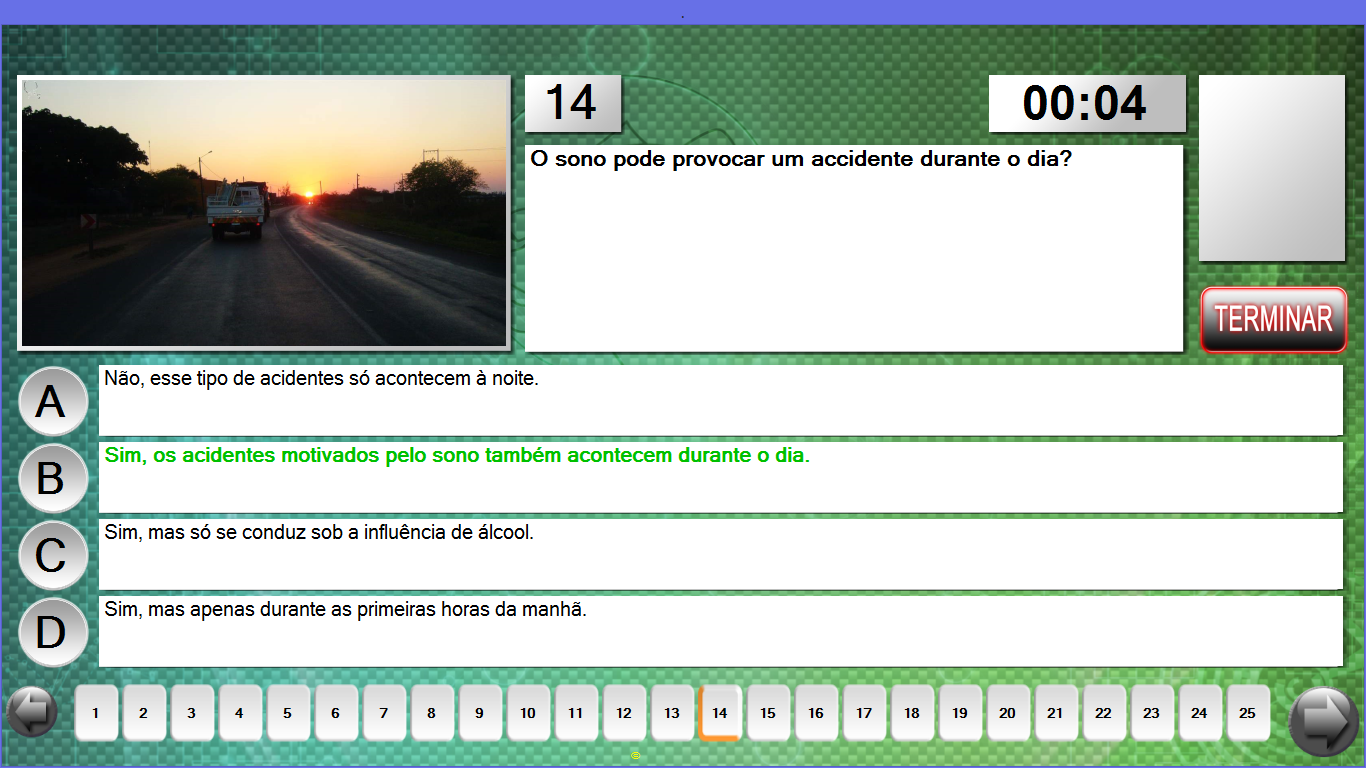 14
00:04
O sono pode provocar um accidente durante o dia?
TERMINAR
A
Não, esse tipo de acidentes só acontecem à noite.
B
Sim, os acidentes motivados pelo sono também acontecem durante o dia.
C
Sim, mas só se conduz sob a influência de álcool.
D
Sim, mas apenas durante as primeiras horas da manhã.
1 2 3 4 5 6 7 8 9 10 11 12 13 14 15 16 17 18 19 20 21 22 23 24 25